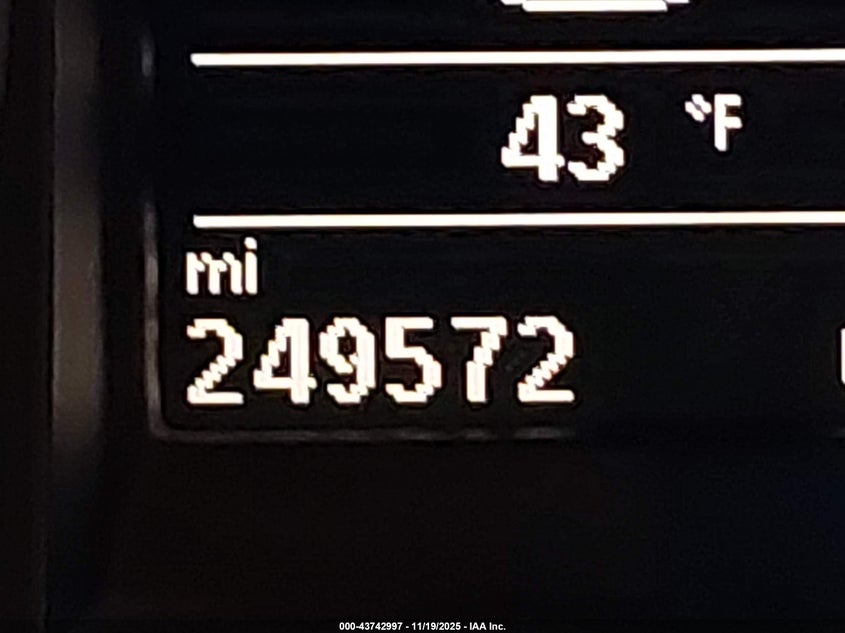 43 °F
mi
249572
000-43742997 - 11/19/2025 - IAA Inc.